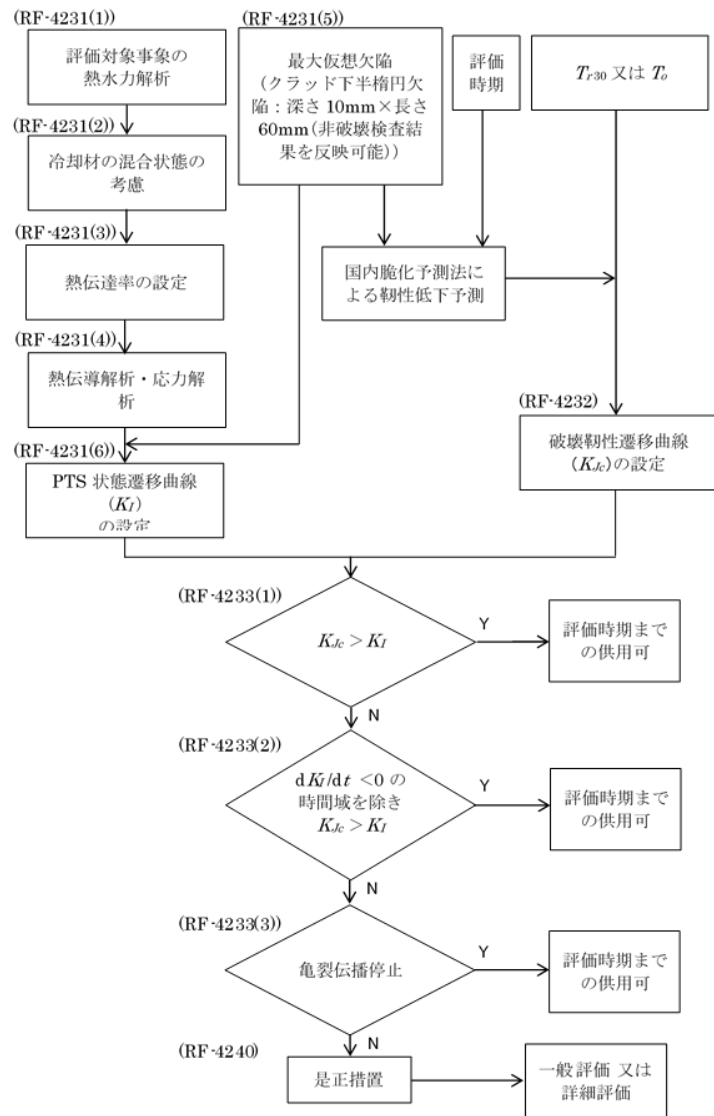 (RF-4231(1))
評価対象事象の
熱水力解析
(RF-4231(2))
冷却材の混合状態の
考慮
(RF-4231(3))
熱伝達率の設定
(RF-4231(4))
熱伝導解析・応力解
析
(RF-4231(6))
PTS 状態遷移曲線
(KI)
の設定
(RF-4231(5))
最大仮想欠陥
(クラッド下半楕円欠
陥：深さ 10mm×長さ
60mm(非破壊検査結
果を反映可能))
評価
時期
Tr30 又は To
国内脆化予測法に
よる靭性低下予測
(RF-4232)
破壊靭性遷移曲線
(KJc)の設定
(RF-4233(1))
KJc > KI
Y
評価時期まで
の供用可
N
(RF-4233(2))
dKI/dt <0 の
時間域を除き
KJc > KI
Y
評価時期まで
の供用可
N
(RF-4233(3))
亀裂伝播停止
Y
評価時期まで
の供用可
N
(RF-4240)
是正措置
一般評価 又は
詳細評価